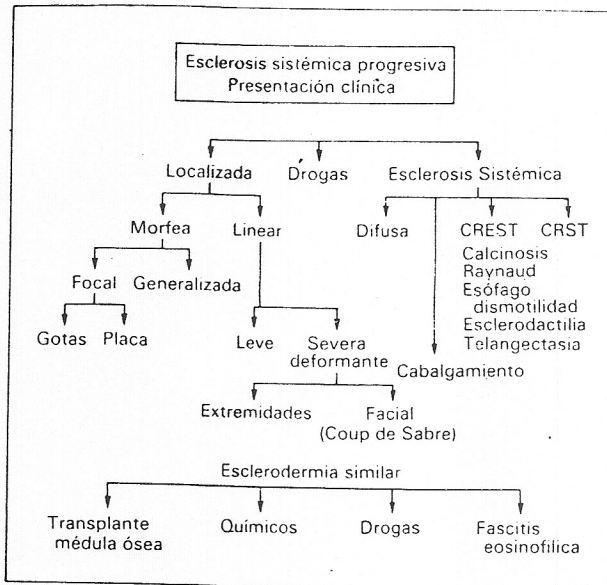 Esclerosis sistémica progresiva
Presentación clínica
Localizada
Drogas
Esclerosis Sistémica
Morfea
Linear
Difusa
CREST
CRST
Calcinosis
Raynaud
Esófago
dismotilidad
Esclerodactilia
Telangectasia
Focal
Generalizada
Gotas
Placa
Leve
Severa
deformante
Cabalgamiento
Extremidades
Facial
(Coup de Sabre)
Esclerodermia similar
Transplante
médula ósea
Químicos
Drogas
Fascitis
eosinofilica